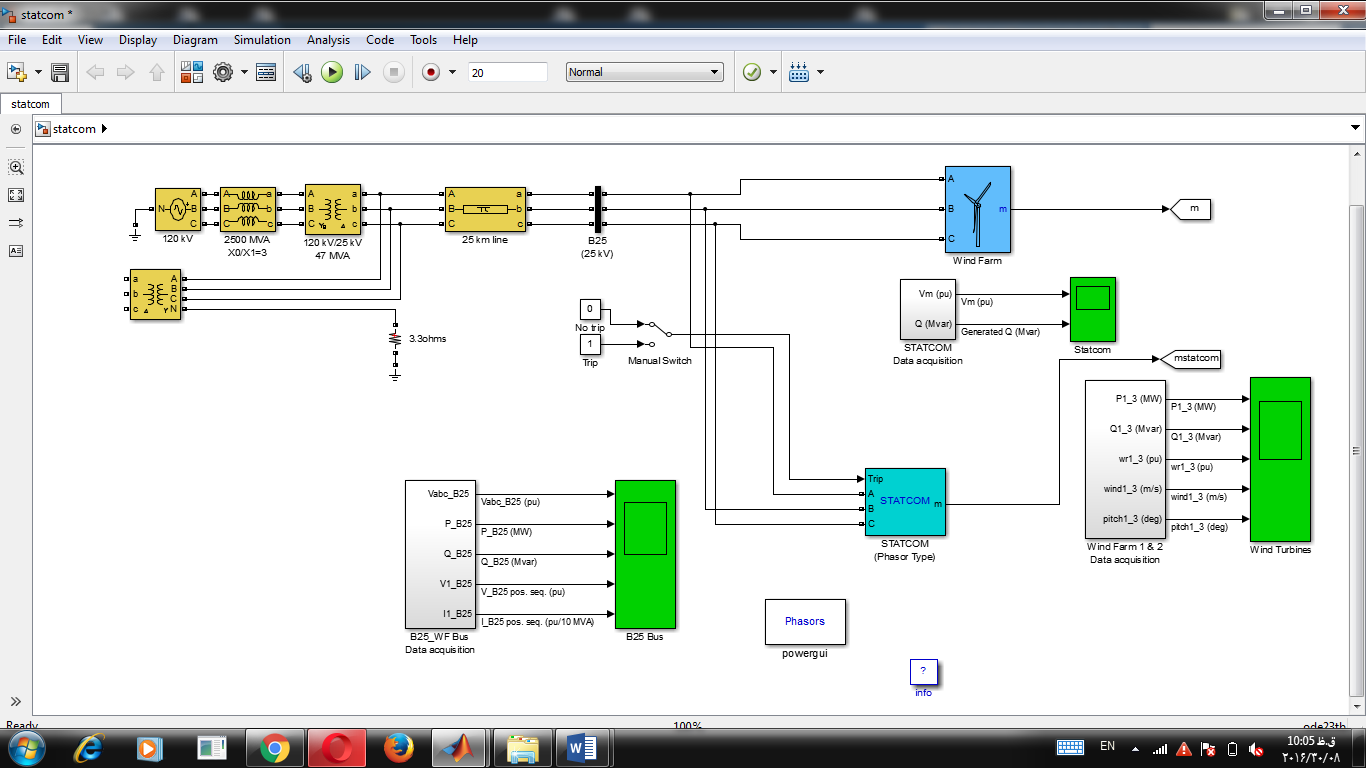 statcom *
File Edit View Display Diagram Simulation Analysis Code Tools Help
20
Normal
statcom
statcom
N
A
B
C
120 kV
A
B
C
a
b
c
2500 MVA
X0/X1=3
A
B
C
a
b
c
120 kV/25 kV
47 MVA
A
B
C
a
b
c
25 km line
B25
(25 kV)
A
B
C
m
Wind Farm
m
a
b
c
A
B
C
N
3.3ohms
0
No trip
1
Trip
Manual Switch
Vm (pu)
Q (Mvar)
STATCOM
Data acquisition
Vm (pu)
Generated Q (Mvar)
Statcom
mstatcom
P1_3 (MW)
Q1_3 (Mvar)
wr1_3 (pu)
wind1_3 (m/s)
pitch1_3 (deg)
Wind Farm 1 & 2
Data acquisition
P1_3 (MW)
Q1_3 (Mvar)
wr1_3 (pu)
wind1_3 (m/s)
pitch1_3 (deg)
Wind Turbines
Trip
A
B
C
STATCOM
m
STATCOM
(Phasor Type)
Vabc_B25
P_B25
Q_B25
V1_B25
I1_B25
B25_WF Bus
Data acquisition
Vabc_B25 (pu)
P_B25 (MW)
Q_B25 (Mvar)
V_B25 pos. seq. (pu)
I_B25 pos. seq. (pu/10 MVA)
B25 Bus
Phasors
powergui
?
info
Ready
100%
ode23tb
EN
10:05 ق.ظ
۲۰۱۶/۳۰/۰۸